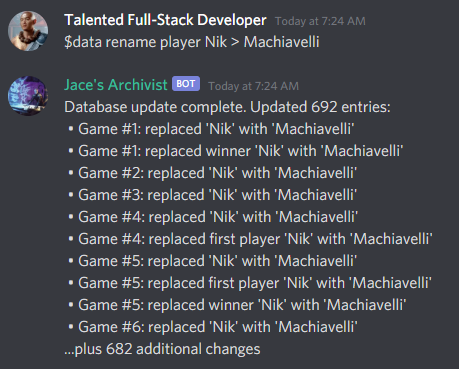 Talented Full-Stack Developer Today at 7:24 AM
$data rename player Nik > Machiavelli
Jace's Archivist BOT Today at 7:24 AM
Database update complete. Updated 692 entries:
• Game #1: replaced 'Nik' with 'Machiavelli'
• Game #1: replaced winner 'Nik' with 'Machiavelli'
• Game #2: replaced 'Nik' with 'Machiavelli'
• Game #3: replaced 'Nik' with 'Machiavelli'
• Game #4: replaced 'Nik' with 'Machiavelli'
• Game #4: replaced first player 'Nik' with 'Machiavelli'
• Game #5: replaced 'Nik' with 'Machiavelli'
• Game #5: replaced first player 'Nik' with 'Machiavelli'
• Game #5: replaced winner 'Nik' with 'Machiavelli'
• Game #6: replaced 'Nik' with 'Machiavelli'
...plus 682 additional changes